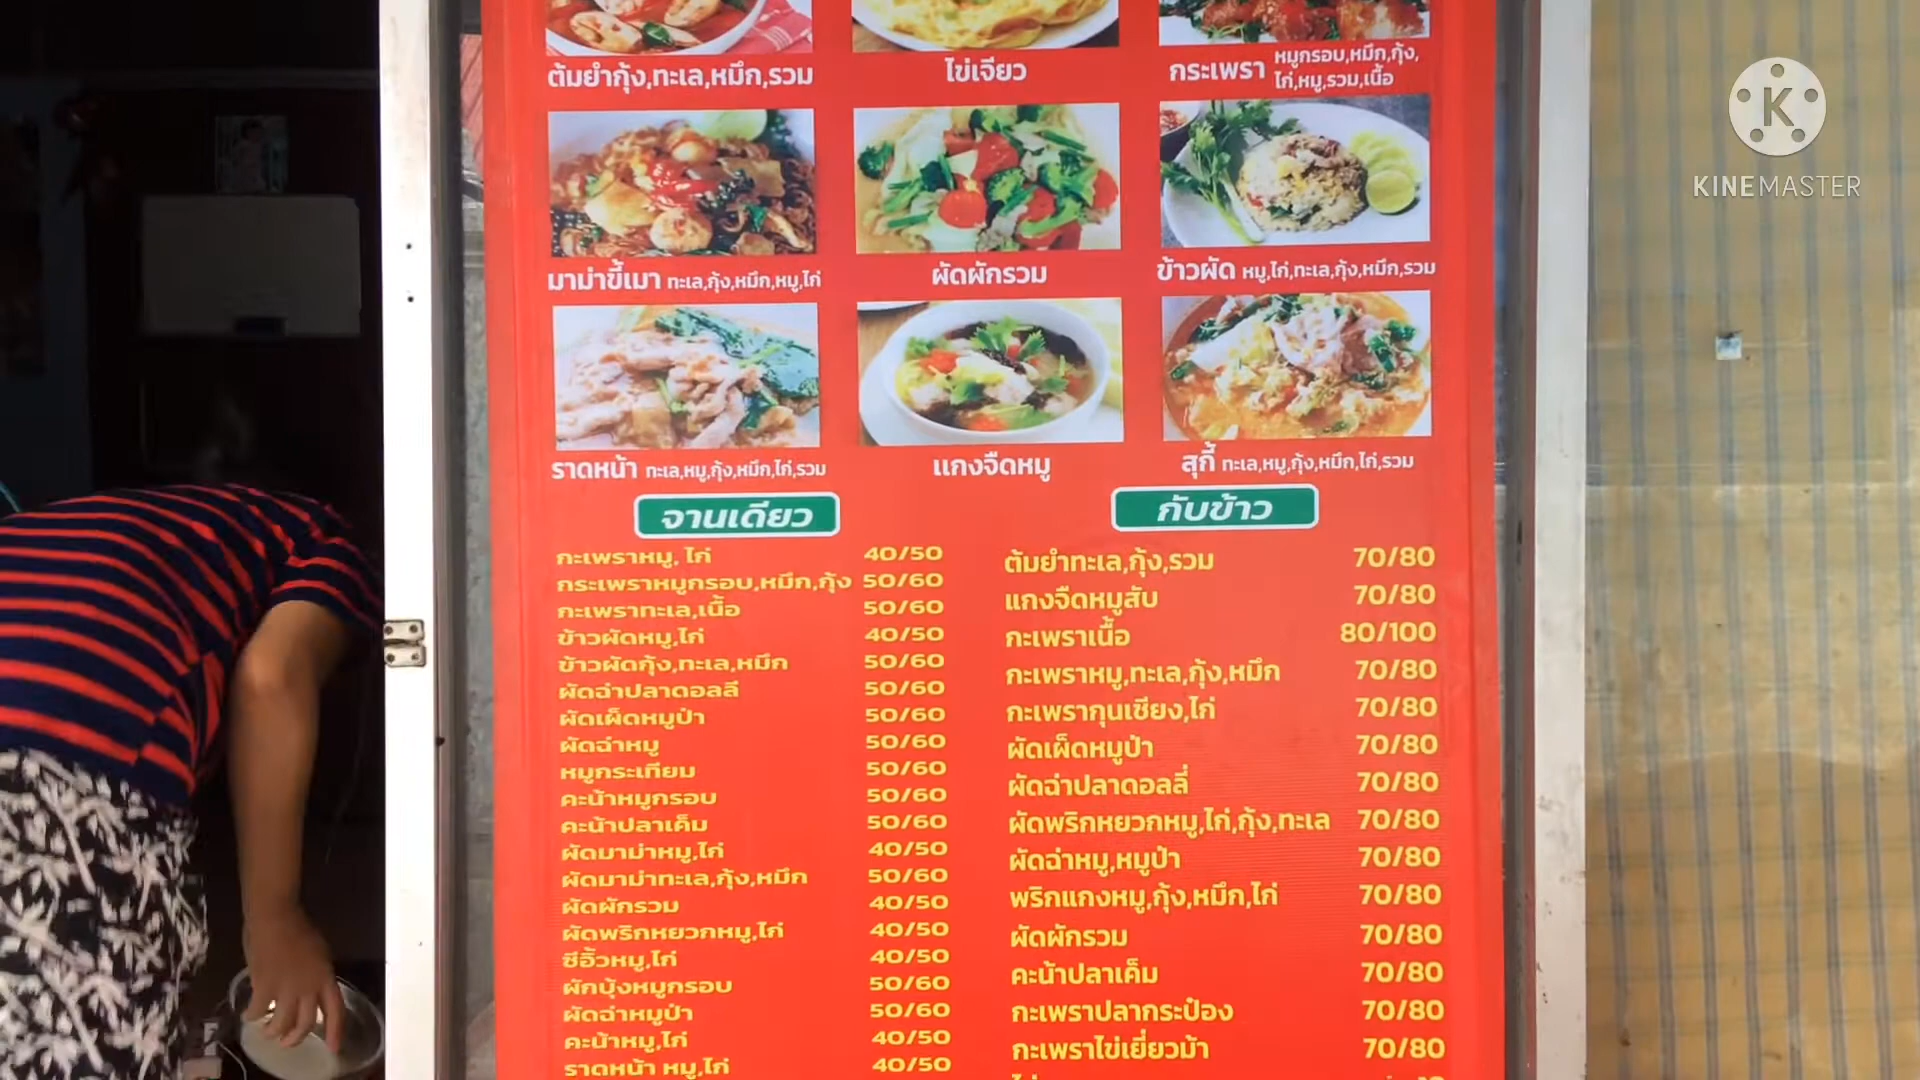 ต้มยำกุ้ง,ทะเล,หมึก,รวม
ไข่เจียว
กระเพรา หมูกรอบ,หมึก,กุ้ง,
ไก่,หมู,รวม,เนื้อ
K
KINEMASTER
มาม่าขี้เมา ทะเล,กุ้ง,หมึก,หมู,ไก่
ผัดผักรวม
ข้าวผัด หมู,ไก่,ทะเล,กุ้ง,หมึก,รวม
ราดหน้า ทะเล,หมู,กุ้ง,หมึก,ไก่,รวม
แกงจืดหมู
สุกี้ ทะเล,หมู,กุ้ง,หมึก,ไก่,รวม
จานเดียว
กะเพราหมู, ไก่ 40/50
กระเพราหมูกรอบ,หมึก,กุ้ง 50/60
กะเพราทะเล,เนื้อ 50/60
ข้าวผัดหมู,ไก่ 40/50
ข้าวผัดกุ้ง,ทะเล,หมึก 50/60
ผัดฉ่าปลาดอลลี 50/60
ผัดเผ็ดหมูป่า 50/60
ผัดฉ่าหมู 50/60
หมูกระเทียม 50/60
คะน้าหมูกรอบ 50/60
คะน้าปลาเค็ม 50/60
ผัดมาม่าหมู,ไก่ 40/50
ผัดมาม่าทะเล,กุ้ง,หมึก 50/60
ผัดผักรวม 40/50
ผัดพริกหยวกหมู,ไก่ 40/50
ซีอิ้วหมู,ไก่ 40/50
ผักบุ้งหมูกรอบ 50/60
ผัดฉ่าหมูป่า 50/60
คะน้าหมู,ไก่ 40/50
ราดหน้า หมู,ไก่ 40/50
กับข้าว
ต้มยำทะเล,กุ้ง,รวม 70/80
แกงจืดหมูสับ 70/80
กะเพราเนื้อ 80/100
กะเพราหมู,ทะเล,กุ้ง,หมึก 70/80
กะเพรากุนเชียง,ไก่ 70/80
ผัดเผ็ดหมูป่า 70/80
ผัดฉ่าปลาดอลลี่ 70/80
ผัดพริกหยวกหมู,ไก่,กุ้ง,ทะเล 70/80
ผัดฉ่าหมู,หมูป่า 70/80
พริกแกงหมู,กุ้ง,หมึก,ไก่ 70/80
ผัดผักรวม 70/80
คะน้าปลาเค็ม 70/80
กะเพราปลากระป๋อง 70/80
กะเพราไข่เยี่ยวม้า 70/80